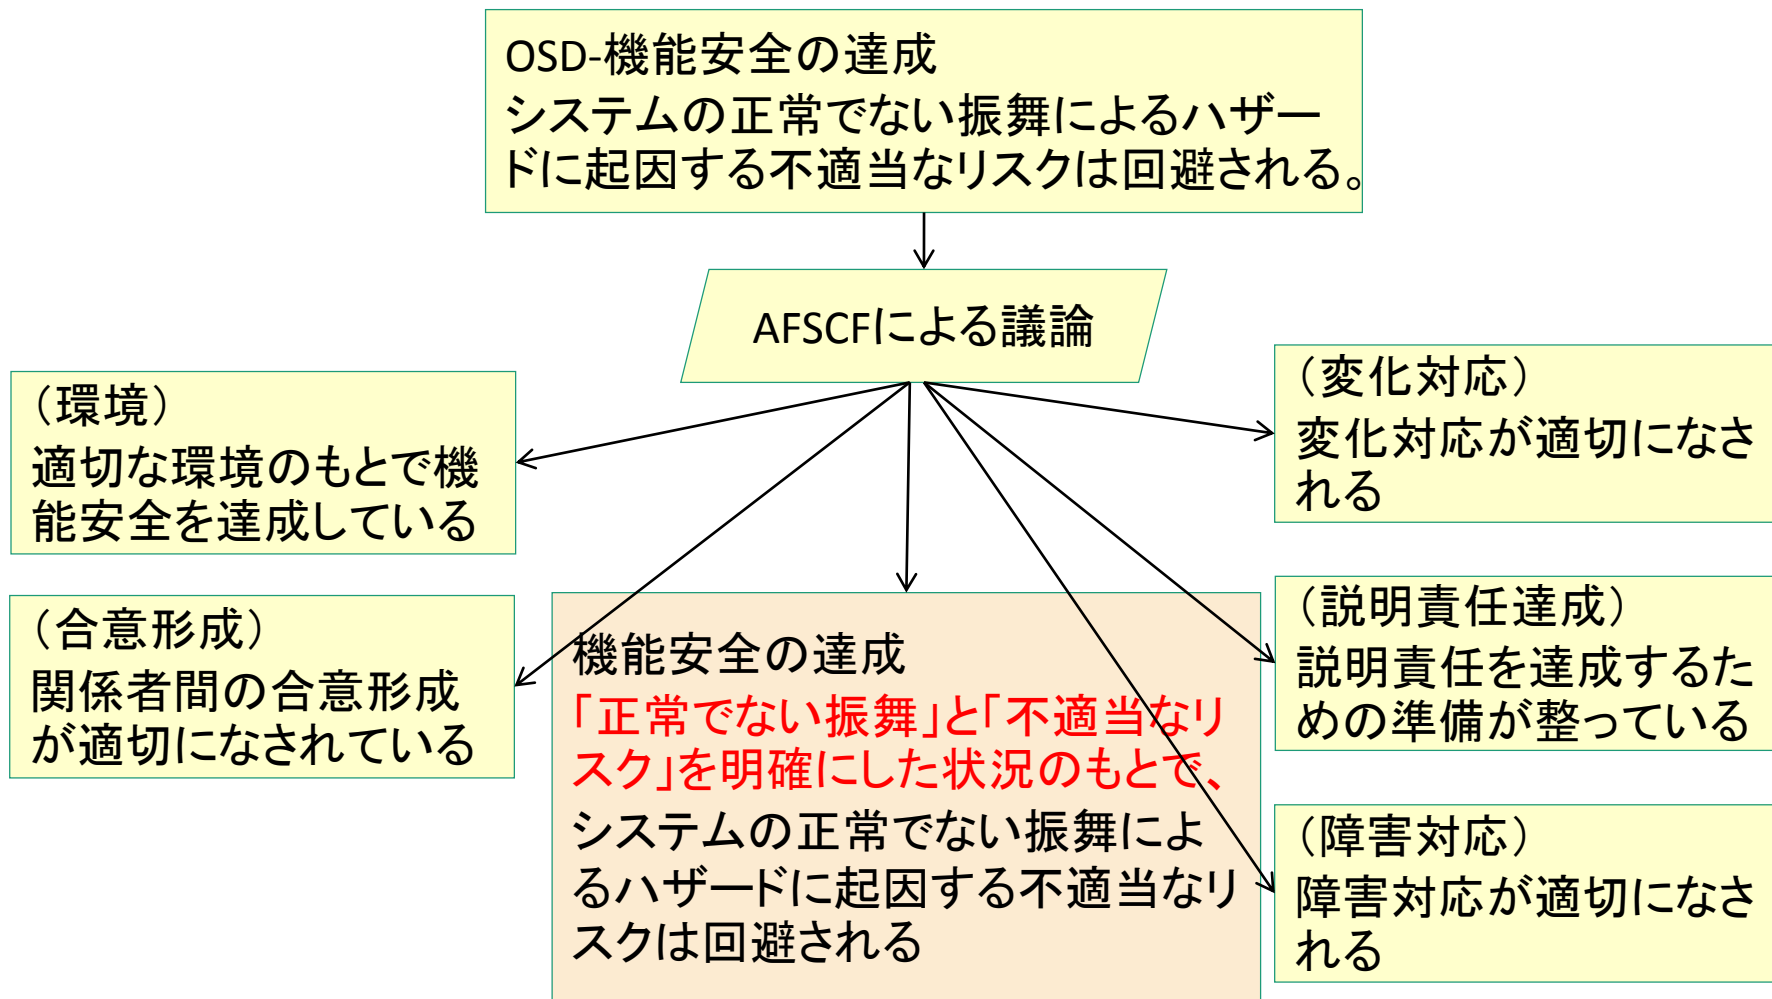 OSD-機能安全の達成
システムの正常でない振舞によるハザー
ドに起因する不適当なリスクは回避される。
AFSCFによる議論
（環境）
適切な環境のもとで機
能安全を達成している
（合意形成）
関係者間の合意形成
が適切になされている
機能安全の達成
「正常でない振舞」と「不適当なリ
スク」を明確にした状況のもとで、
システムの正常でない振舞によ
るハザードに起因する不適当なリ
スクは回避される
（変化対応）
変化対応が適切になさ
れる
（説明責任達成）
説明責任を達成するた
めの準備が整っている
（障害対応）
障害対応が適切になさ
れる